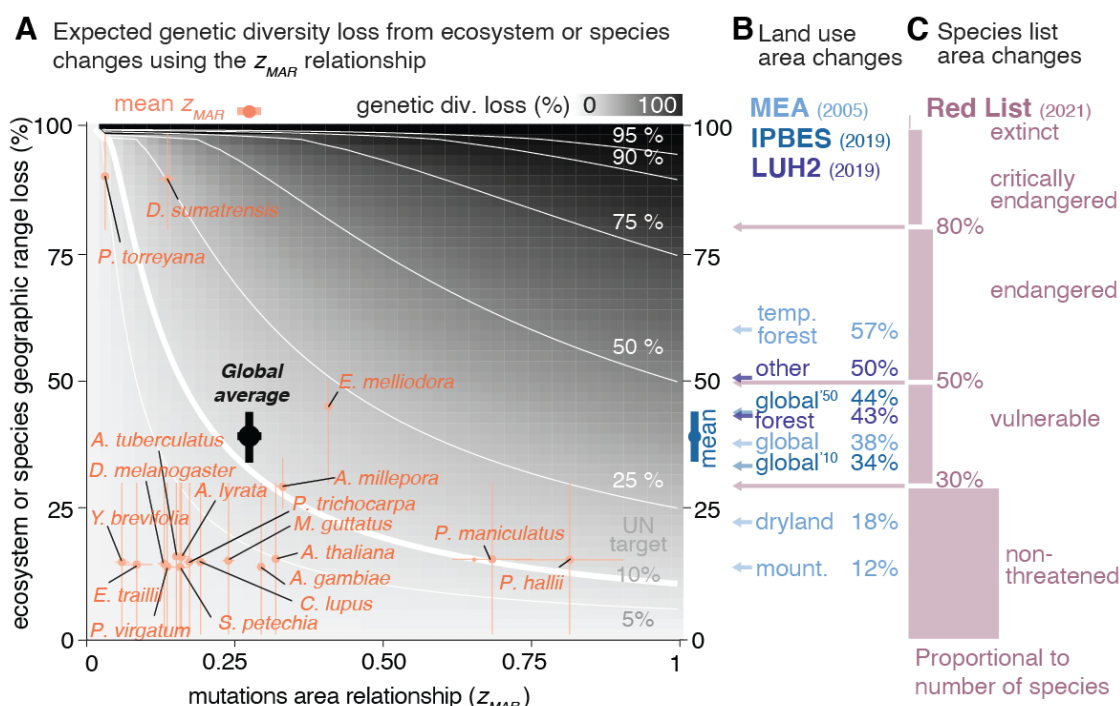 A Expected genetic diversity loss from ecosystem or species
changes using the zMAR relationship
mean zMAR
genetic div. loss (%) 0 100
ecosystem or species geographic range loss (%)
100
75
50
25
0
95 %
90 %
75 %
50 %
25 %
UN
target
10%
5%
D. sumatrensis
P. torreyana
Global
average
E. melliodora
A. tuberculatus
D. melanogaster
A. lyrata
A. millepora
P. trichocarpa
Y. brevifolia
M. guttatus
P. maniculatus
A. thaliana
P. hallii
A. gambiae
E. trailli
C. lupus
P. virgatum
S. petechia
0 0.25 0.50 0.75 1
mutations area relationship (zMAR)
100
75
50
25
0
mean
B Land use
area changes
MEA (2005)
IPBES (2019)
LUH2 (2019)
temp.
forest 57%
other 50%
global'50 44%
forest 43%
global 38%
global'10 34%
dryland 18%
mount. 12%
C Species list
area changes
Red List (2021)
extinct
critically
endangered
80%
endangered
50%
vulnerable
30%
non-
threatened
Proportional to
number of species